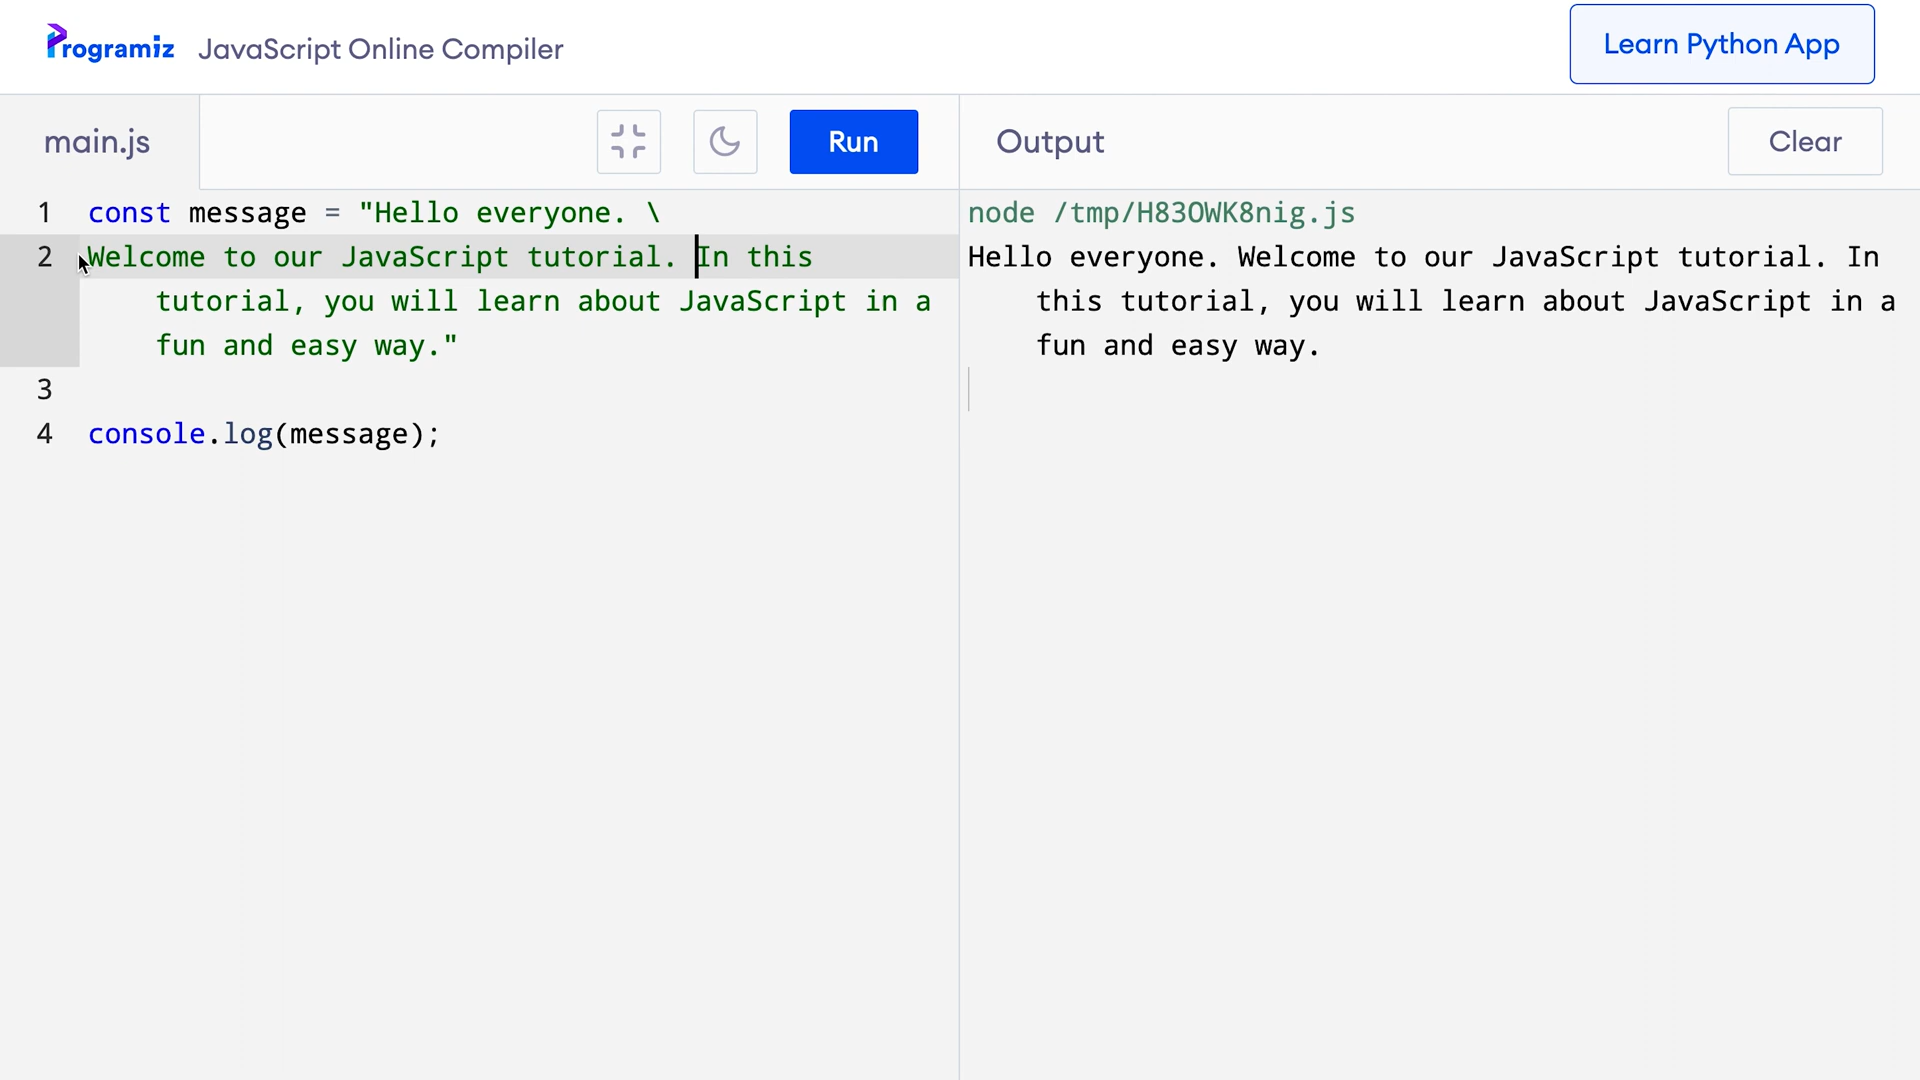 Programiz JavaScript Online Compiler
Learn Python App
main.js
Run
Output
Clear
1 const message = "Hello everyone. \
2 Welcome to our JavaScript tutorial. In this
tutorial, you will learn about JavaScript in a
fun and easy way."
3
4 console.log(message);
node /tmp/H83OWK8nig.js
Hello everyone. Welcome to our JavaScript tutorial. In
this tutorial, you will learn about JavaScript in a
fun and easy way.